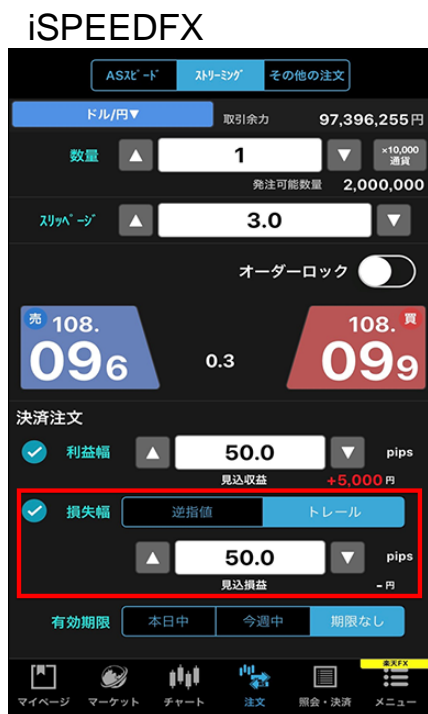 iSPEEDFX
ASｽﾋﾟｰﾄﾞ ｽﾄﾘｰﾐﾝｸﾞ その他の注文
ドル/円▼ 取引余力 97,396,255円
数量 ▲ 1 ▼ ×10,000
通貨
発注可能数量 2,000,000
ｽﾘｯﾍﾟｰｼﾞ ▲ 3.0 ▼
オーダーロック
売 108. 108. 買
096 0.3 099
決済注文
利益幅 ▲ 50.0 ▼ pips
見込収益 +5,000円
損失幅 逆指値 トレール
▲ 50.0 ▼ pips
見込損益 -円
有効期限 本日中 今週中 期限なし
楽天FX
マイページ マーケット チャート 注文 照会・決済 メニュー